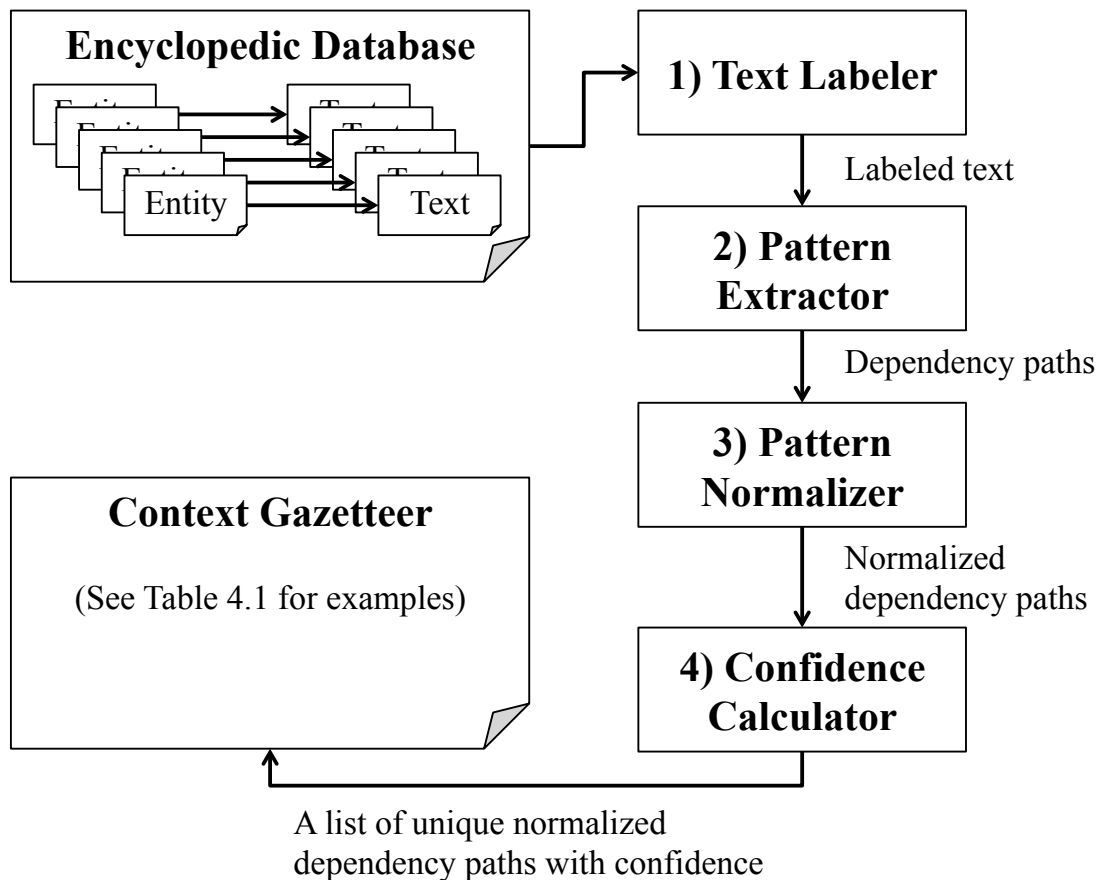 Encyclopedic Database
Entity
Text
1) Text Labeler
Labeled text
2) Pattern
Extractor
Dependency paths
3) Pattern
Normalizer
Normalized
dependency paths
4) Confidence
Calculator
A list of unique normalized
dependency paths with confidence
Context Gazetteer
(See Table 4.1 for examples)